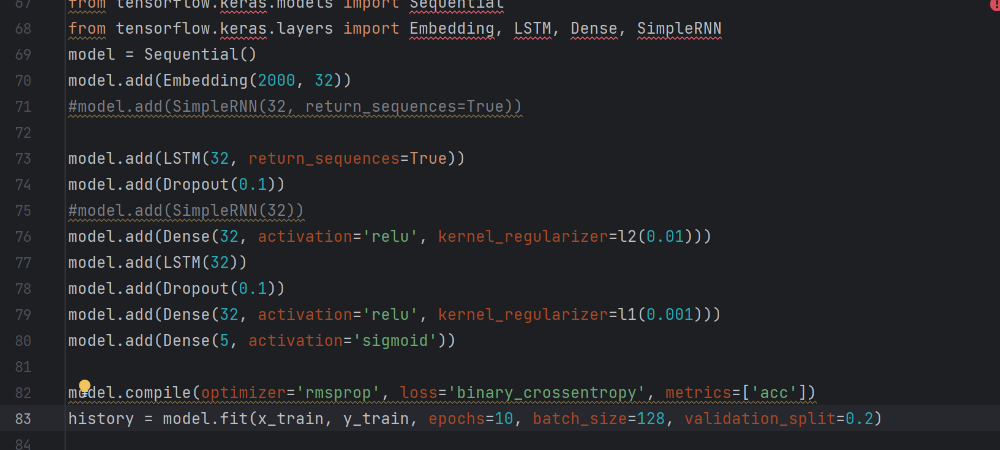 67 from tensorflow.keras.models import Sequential
68 from tensorflow.keras.layers import Embedding, LSTM, Dense, SimpleRNN
69 model = Sequential()
70 model.add(Embedding(2000, 32))
71 #model.add(SimpleRNN(32, return_sequences=True))
72
73 model.add(LSTM(32, return_sequences=True))
74 model.add(Dropout(0.1))
75 #model.add(SimpleRNN(32))
76 model.add(Dense(32, activation='relu', kernel_regularizer=l2(0.01)))
77 model.add(LSTM(32))
78 model.add(Dropout(0.1))
79 model.add(Dense(32, activation='relu', kernel_regularizer=l1(0.001)))
80 model.add(Dense(5, activation='sigmoid'))
81
82 model.compile(optimizer='rmsprop', loss='binary_crossentropy', metrics=['acc'])
83 history = model.fit(x_train, y_train, epochs=10, batch_size=128, validation_split=0.2)
84